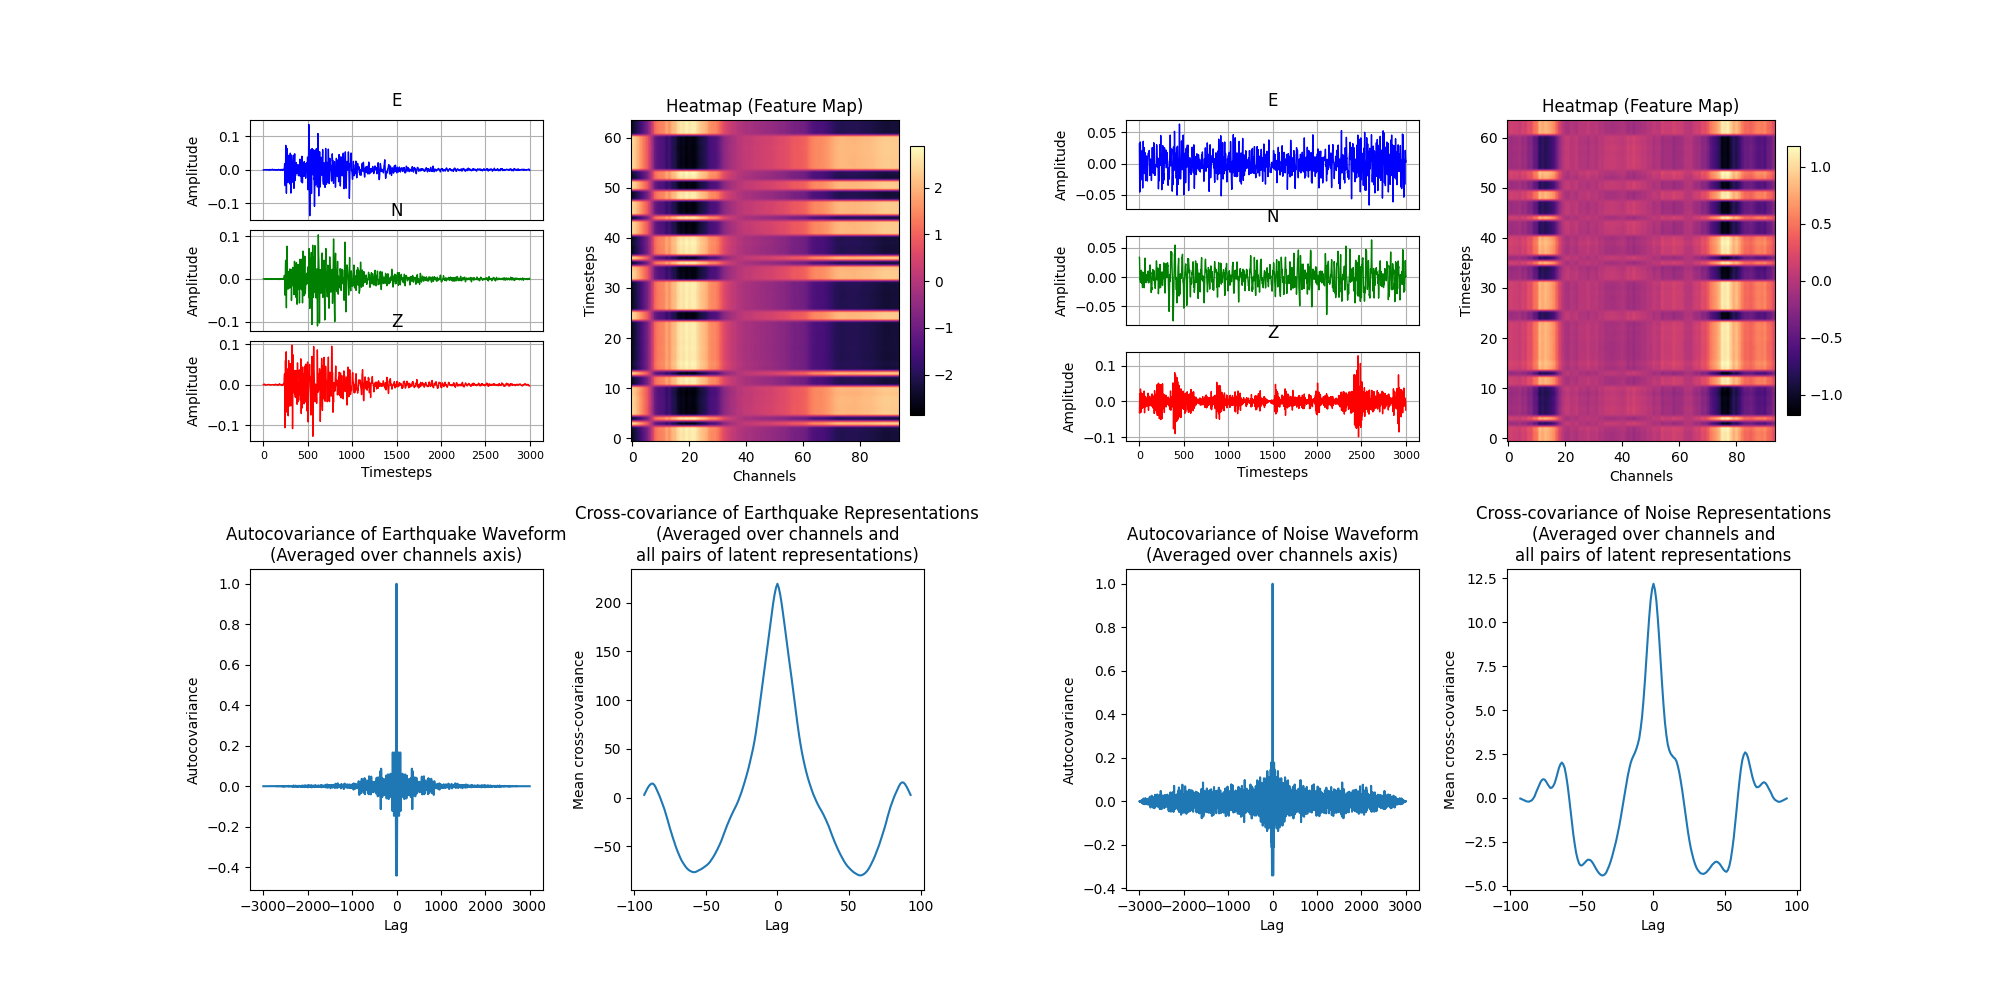 E
Amplitude
0.1
0.0
−0.1
N
Amplitude
0.1
0.0
−0.1
Z
Amplitude
0.1
0.0
−0.1
0 500 1000 1500 2000 2500 3000
Timesteps
Heatmap (Feature Map)
Timesteps
60
50
40
30
20
10
0
0 20 40 60 80
Channels
2
1
0
−1
−2
E
Amplitude
0.05
0.00
−0.05
N
Amplitude
0.05
0.00
−0.05
Z
Amplitude
0.1
0.0
−0.1
0 500 1000 1500 2000 2500 3000
Timesteps
Heatmap (Feature Map)
Timesteps
60
50
40
30
20
10
0
0 20 40 60 80
Channels
1.0
0.5
0.0
−0.5
−1.0
Autocovariance of Earthquake Waveform
(Averaged over channels axis)
Autocovariance
1.0
0.8
0.6
0.4
0.2
0.0
−0.2
−0.4
−3000 −2000 −1000 0 1000 2000 3000
Lag
Cross-covariance of Earthquake Representations
(Averaged over channels and
all pairs of latent representations)
Mean cross-covariance
200
150
100
50
0
−50
−100 −50 0 50 100
Lag
Autocovariance of Noise Waveform
(Averaged over channels axis)
Autocovariance
1.0
0.8
0.6
0.4
0.2
0.0
−0.2
−0.4
−3000 −2000 −1000 0 1000 2000 3000
Lag
Cross-covariance of Noise Representations
(Averaged over channels and
all pairs of latent representations
Mean cross-covariance
12.5
10.0
7.5
5.0
2.5
0.0
−2.5
−5.0
−100 −50 0 50 100
Lag